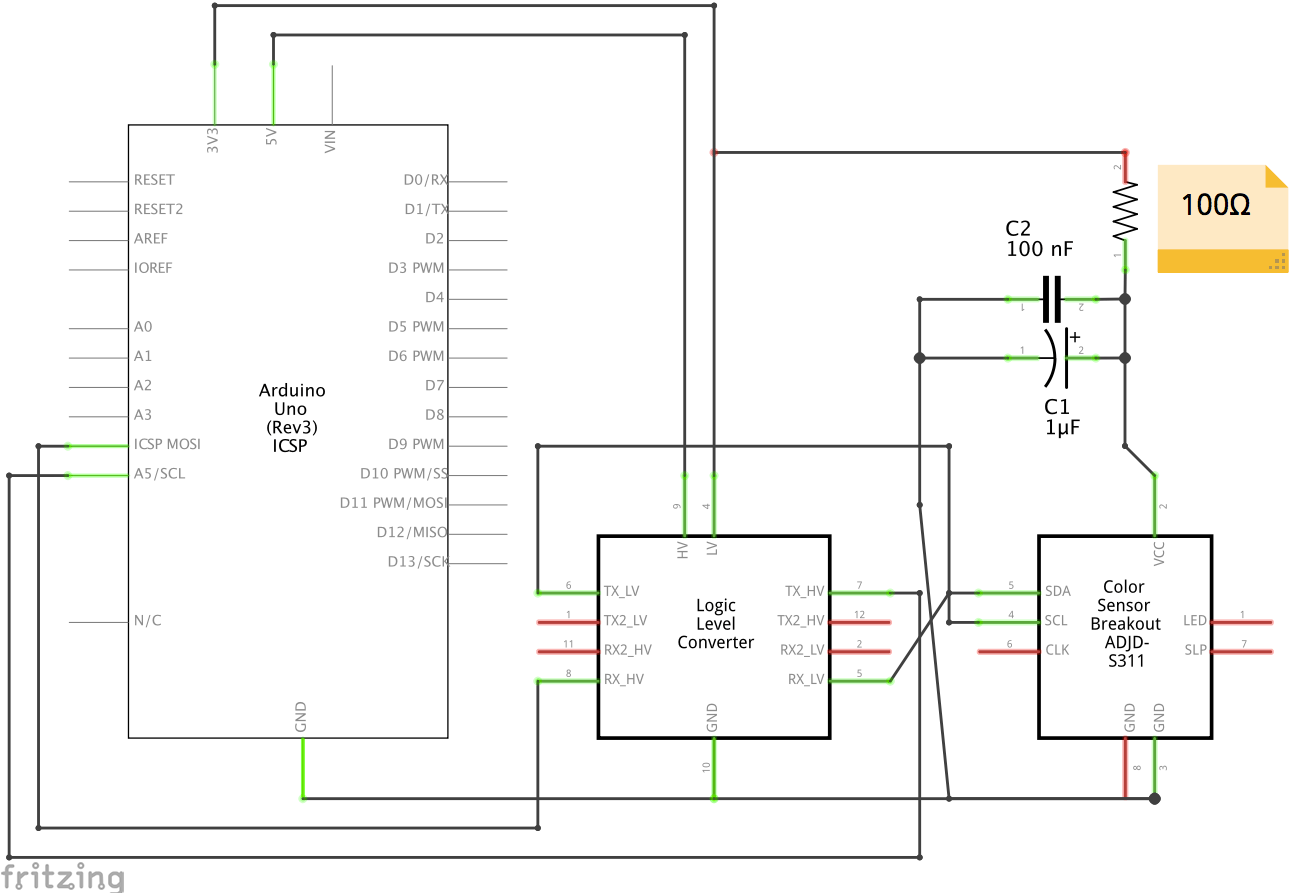 3V3
5V
VIN
RESET
RESET2
AREF
IOREF
A0
A1
A2
A3
ICSP MOSI
A5/SCL
N/C
Arduino
Uno
(Rev3)
ICSP
D0/RX
D1/TX
D2
D3 PWM
D4
D5 PWM
D6 PWM
D7
D8
D9 PWM
D10 PWM/SS
D11 PWM/MOSI
D12/MISO
D13/SCK
GND
2
1
100Ω
C2
100 nF
1
2
1
2
+
C1
1µF
9
4
HV
LV
6
TX_LV
1
TX2_LV
11
RX2_HV
8
RX_HV
Logic
Level
Converter
TX_HV
7
TX2_HV
12
RX2_LV
2
RX_LV
5
GND
10
2
VCC
5
SDA
4
SCL
6
CLK
Color
Sensor
Breakout
ADJD-
S311
LED
1
SLP
7
GND
GND
8
3
fritzing